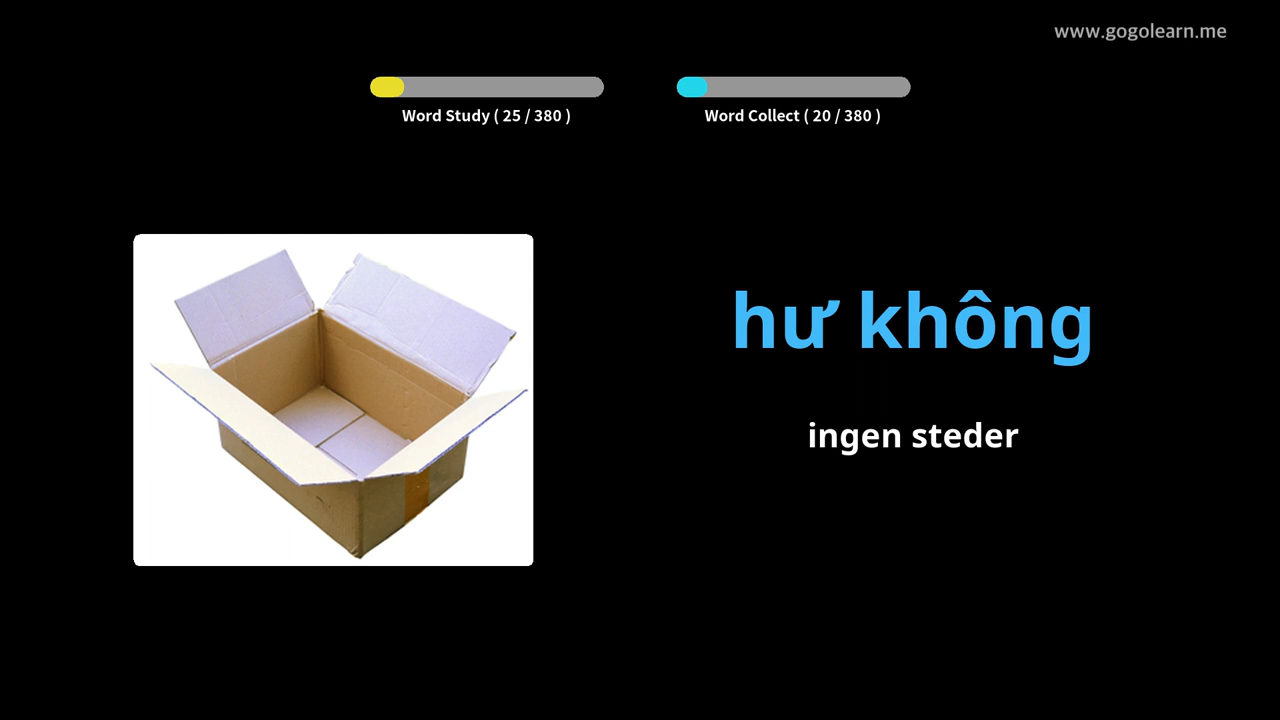 www.gogolearn.me
Word Study ( 25 / 380 )
Word Collect ( 20 / 380 )
hư không
ingen steder